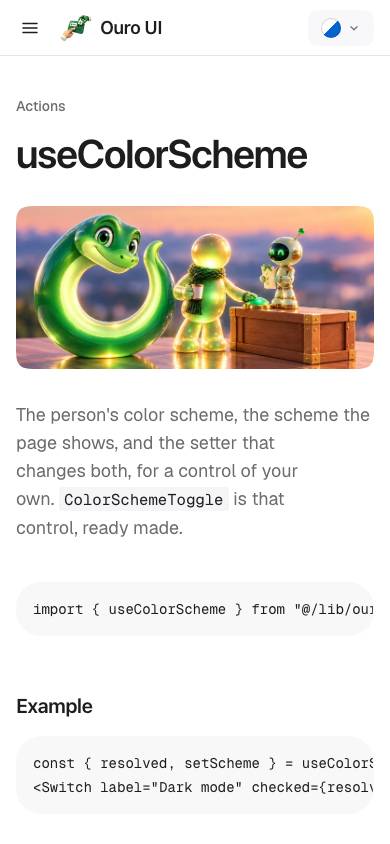 Ouro UI
Actions
useColorScheme
The person's color scheme, the scheme the
page shows, and the setter that
changes both, for a control of your
own. ColorSchemeToggle is that
control, ready made.
import { useColorScheme } from "@/lib/our
Example
const { resolved, setScheme } = useColorS
<Switch label="Dark mode" checked={resolv